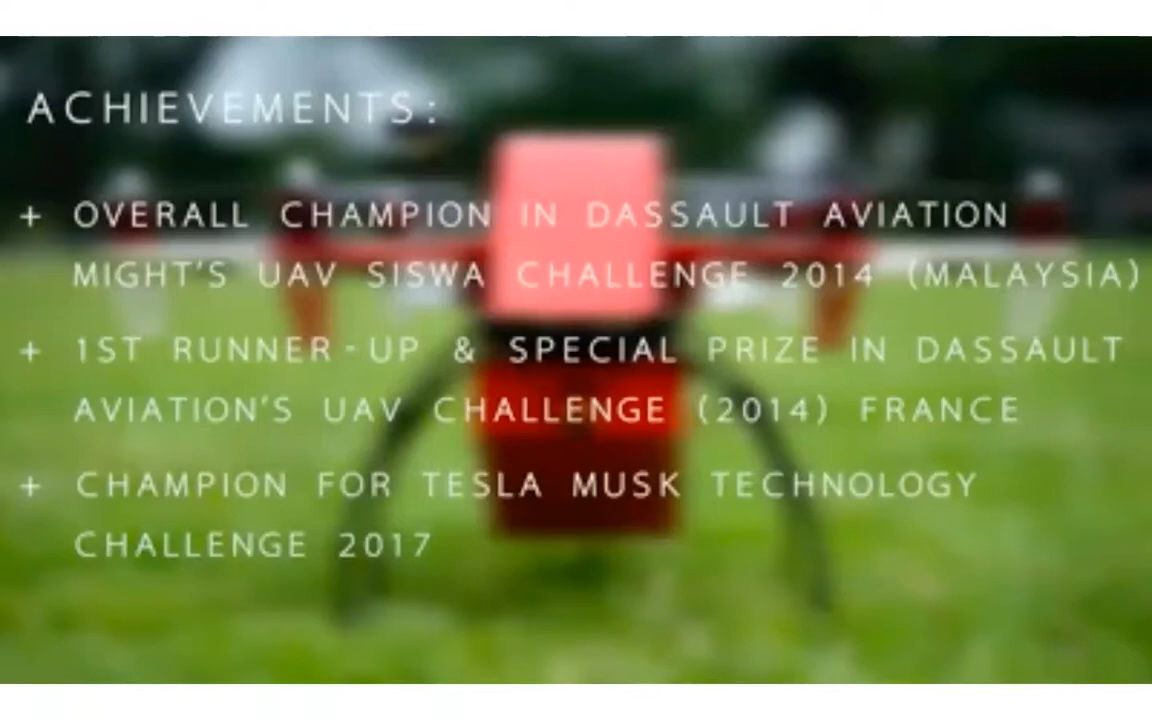 ACHIEVEMENTS:
+ OVERALL CHAMPION IN DASSAULT AVIATION
MIGHT'S UAV SISWA CHALLENGE 2014 (MALAYSIA)
+ 1ST RUNNER-UP & SPECIAL PRIZE IN DASSAULT
AVIATION'S UAV CHALLENGE (2014) FRANCE
+ CHAMPION FOR TESLA MUSK TECHNOLOGY
CHALLENGE 2017